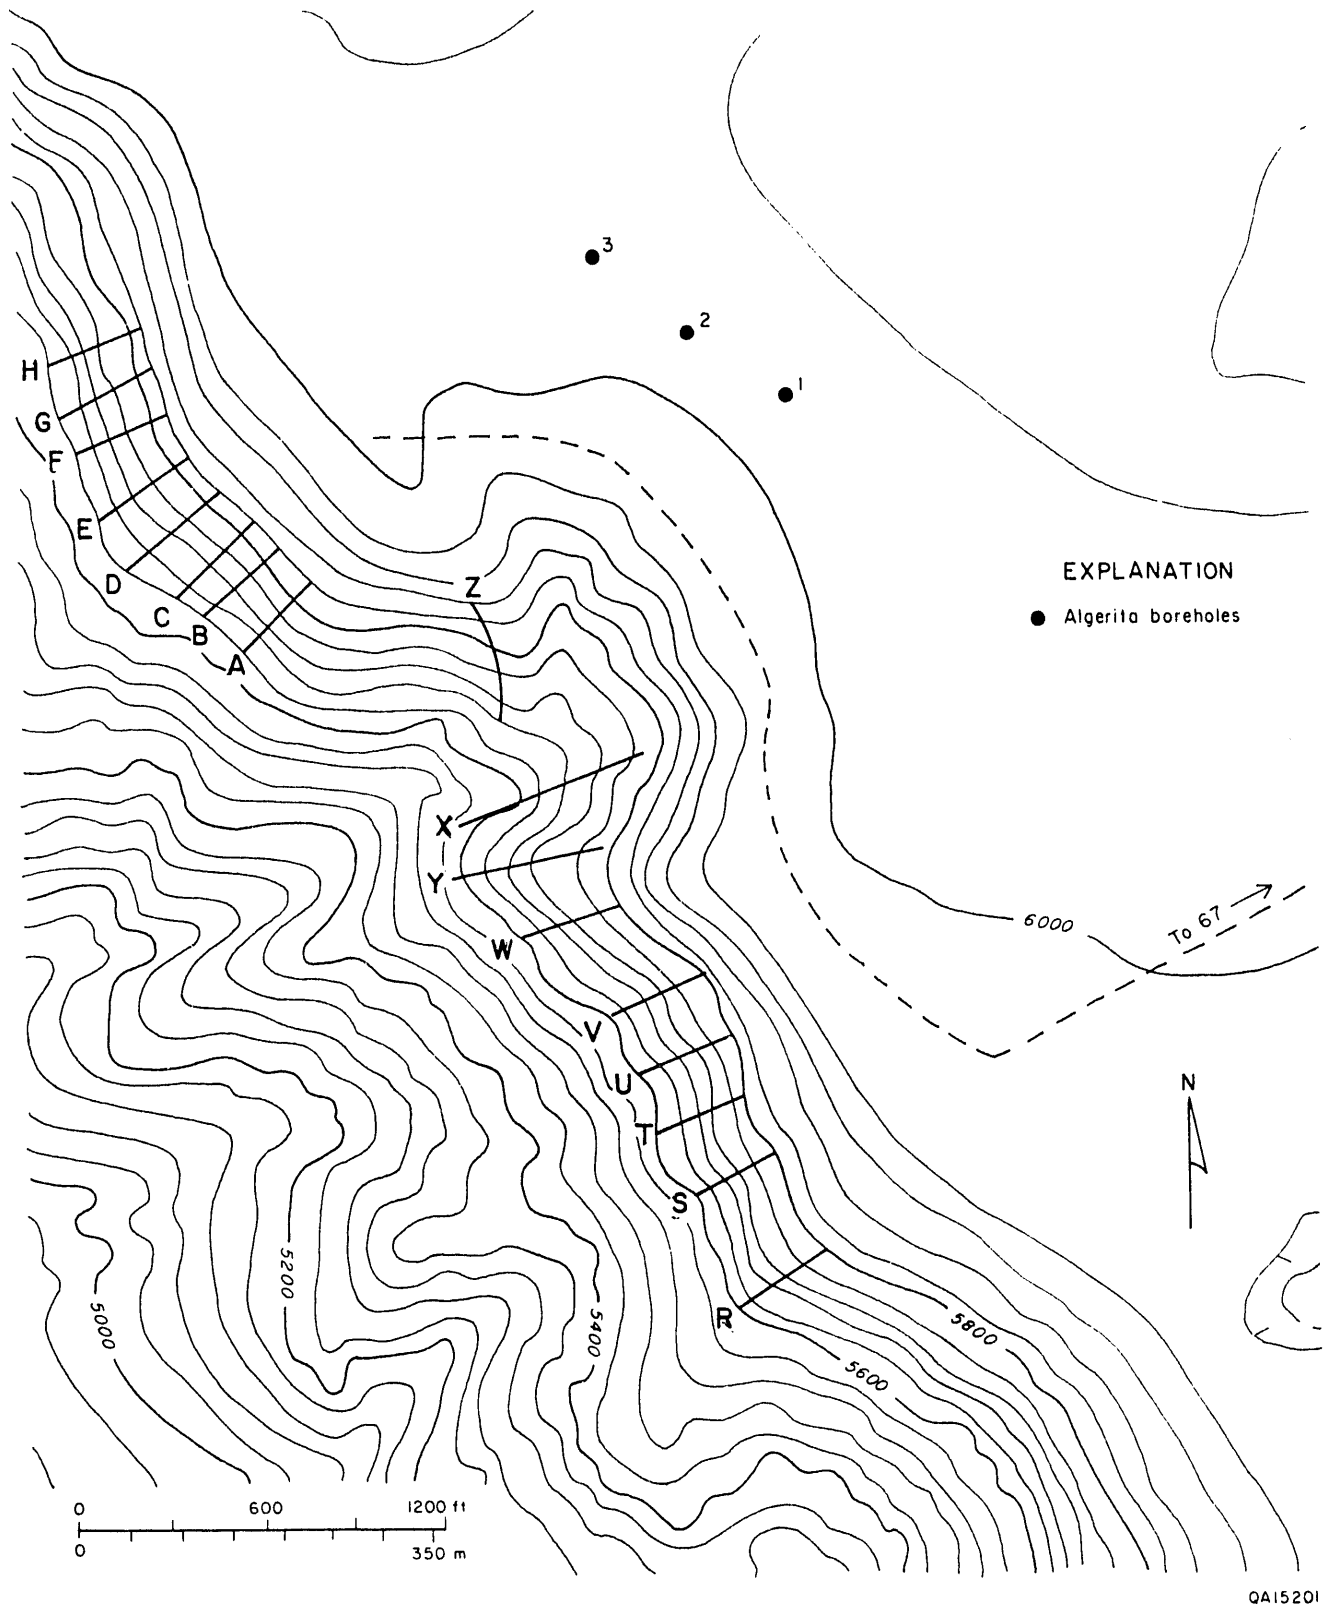 3
2
1
H
G
F
E
D
C
B
A
Z
EXPLANATION
Algerita boreholes
X
Y
W
6000
To 67
V
U
T
S
R
N
5200
5000
5400
5800
5600
0 600 1200 ft
0 350 m
QA15201